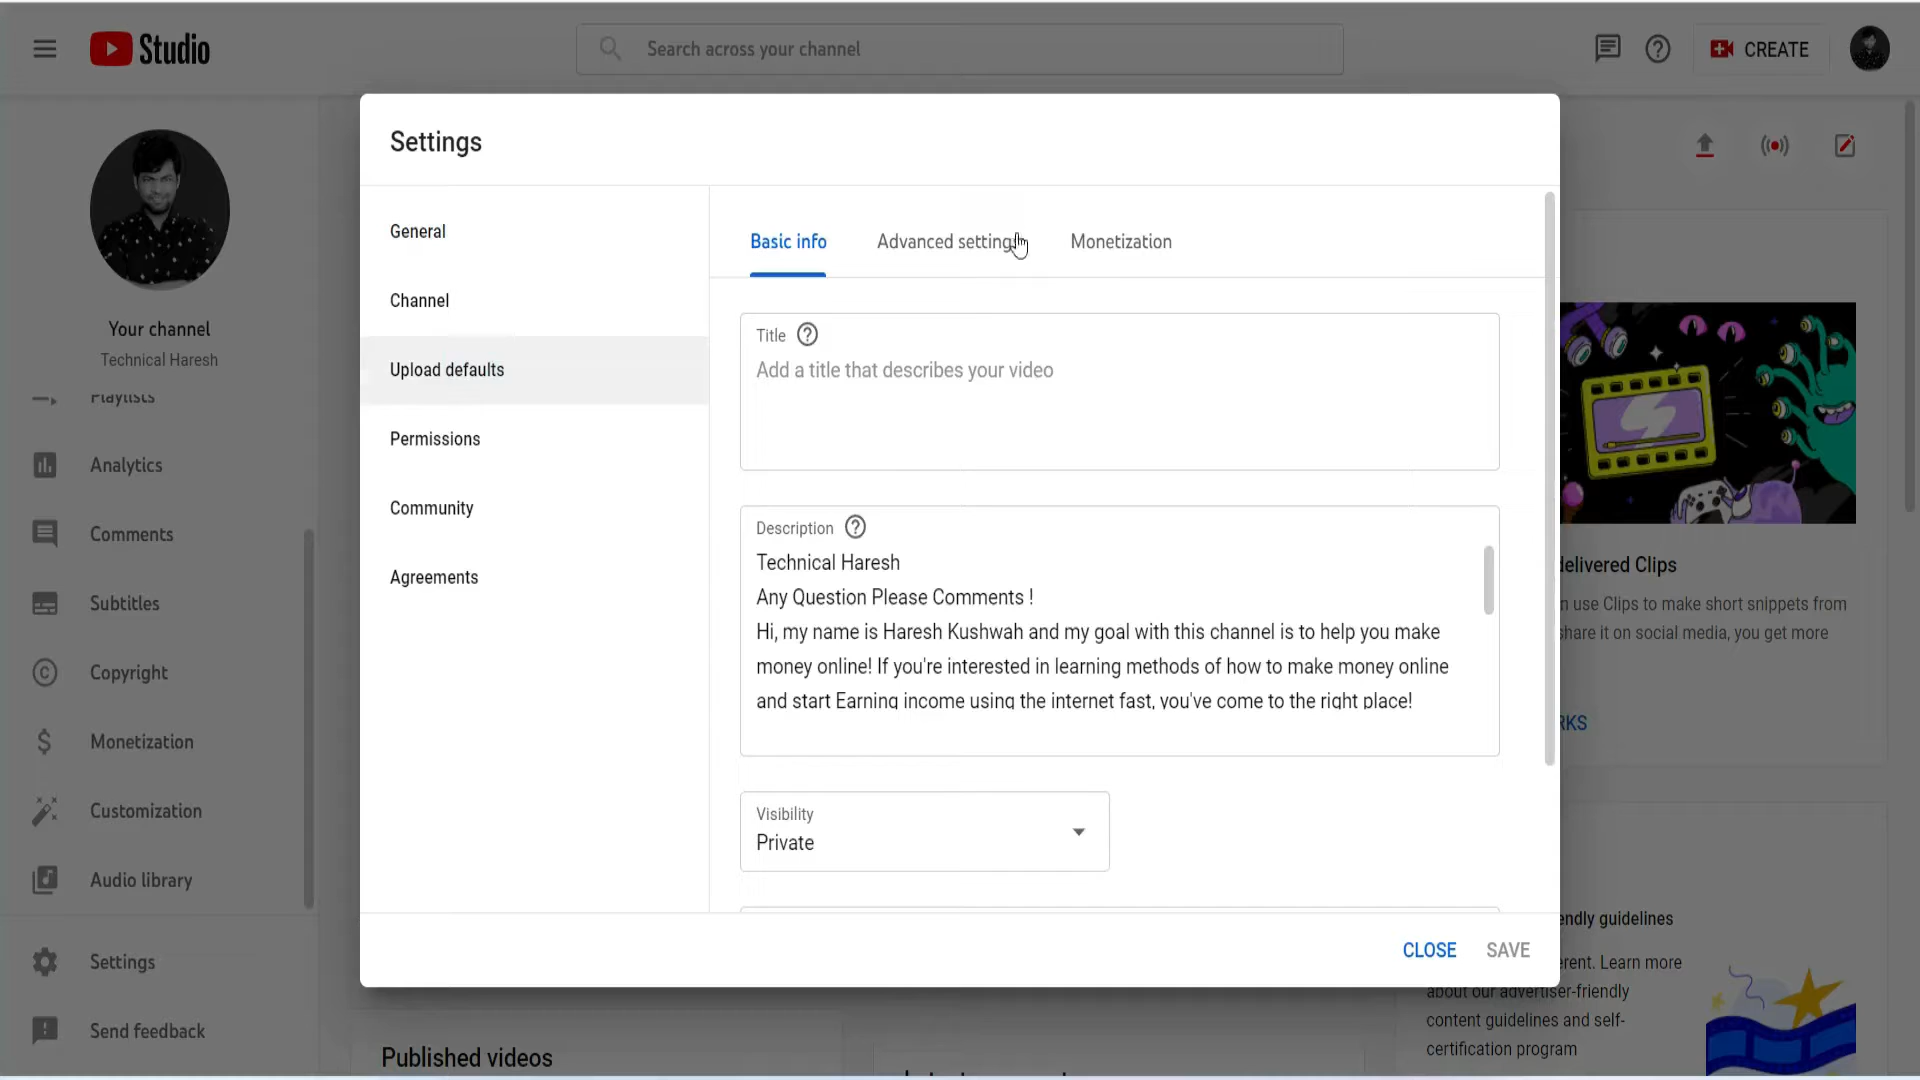 Studio
Search across your channel
CREATE
Your channel
Technical Haresh
Playlists
Analytics
Comments
Subtitles
Copyright
Monetization
Customization
Audio library
Settings
Send feedback
Settings
General
Channel
Upload defaults
Permissions
Community
Agreements
Basic info
Advanced setting
Monetization
Title
Add a title that describes your video
Description
Technical Haresh
Any Question Please Comments !
Hi, my name is Haresh Kushwah and my goal with this channel is to help you make
money online! If you're interested in learning methods of how to make money online
and start Earning income using the internet fast, you've come to the right place!
Visibility
Private
CLOSE
SAVE
delivered Clips
use Clips to make short snippets from
share it on social media, you get more
RKS
endly guidelines
erent. Learn more
about our advertiser-friendly
content guidelines and self-
certification program
Published videos